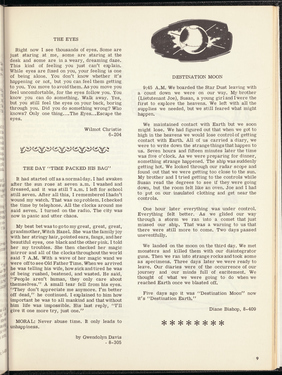 THE EYES
Right now I see thousands of eyes. Some are
just staring at me, some are staring at the
desk and some are in a weary, dreaming daze.
This kind of feeling you just can't explain.
While eyes are fixed on you, your feeling is one
of being alone. You don't know whether it's
happening or not, but you can feel them getting
to you. You move to avoid them. As you move you
feel uncomfortable, for the eyes follow you. You
know you can do something. Walk away. Yes,
but you still feel the eyes on your back, boring
through you. Did you do something wrong? Who
knows? Only one thing....The Eyes...Escape the
eyes.
Wilmot Christie
8-204
THE DAY "TIME PACKED HIS BAG"
It had started off as a normal day, I had awaken
after the sun rose at seven a.m. I washed and
dressed, and it was still 7 a.m. I left for school
still seven. After all this, I remembered I hadn't
wound my watch. That was no problem, I checked
the time by telephone. All the clocks around me
said seven. I turned on the radio. The city was
now in panic and utter chaos.
My best bet was to go to my great, great, great,
grandmother, Witch Hazel. She was the family joy
with her strange hair, pointed nose, fangs, and her
beautiful eyes, one black and the other pink. I told
her my troubles. She then checked her magic
mirror to see all the clocks throughout the world
said 7 A.M. With a wave of her magic wand we
were off to see Old Father Time. When we arrived
he was yelling his wife, how sick and tired he was
of being rushed, bothered, and wasted. He said,
"People aren't human. They only care about
themselves." A small tear fell from his eyes.
"They don't appreciate me anymore. I'm better
off dead," he continued. I explained to him how
important he was to all mankind and that without
him life was impossible. His last reply, "I'll
give it one more try, just one."
MORAL: Never abuse time. It only leads to
unhappiness.
by Gwendolyn Davis
8-305
DESTINATION MOON
9:45 A.M. We boarded the Star Dust leaving with
a count down we were on our way. My brother
(Lieutenant Joe), Susan, a young girl and I were the
first to explore the heavens. We left with all the
supplies we needed, but we still feared what might
happen.
We maintained contact with Earth but we soon
might lose. We had figured out that when we got to
high in the heavens we would lose controls of getting
contact with Earth. All of us carried a diary, we
were to write down the strange things that happen to
us. Seven hours and fifteen minutes later the time
was five o'clock. As we were preparing for dinner,
something strange happened. The ship was suddenly
getting hot. We looked through our radar screen and
found out that we were getting too close to the sun.
My brother and I tried getting to the controls while
Susan read the degrees to see if they were going
down, but the room felt like an oven. Joe and I had
to put on our insulated clothing and get over the
controls.
One hour later everything was under control.
Everything felt better. As we glided our way
through a storm we ran into a comet that just
missed our ship. That was a warning to us that
there were still more to come. Two days passed
uneventfully.
We landed on the moon on the third day. We met
monsters and killed them with our disintegrator
guns. Then we ran into strange rocks and took some
as specimens. Three days later we were ready to
leave. Our diaries were of the occurrence of our
journey and our minds full of excitement. We
thought of what we were going to do when we
reached Earth once we blasted off.
Five days ago it was "Destination Moon" now
it's "Destination Earth."
Diane Bishop, 8-409
********
9